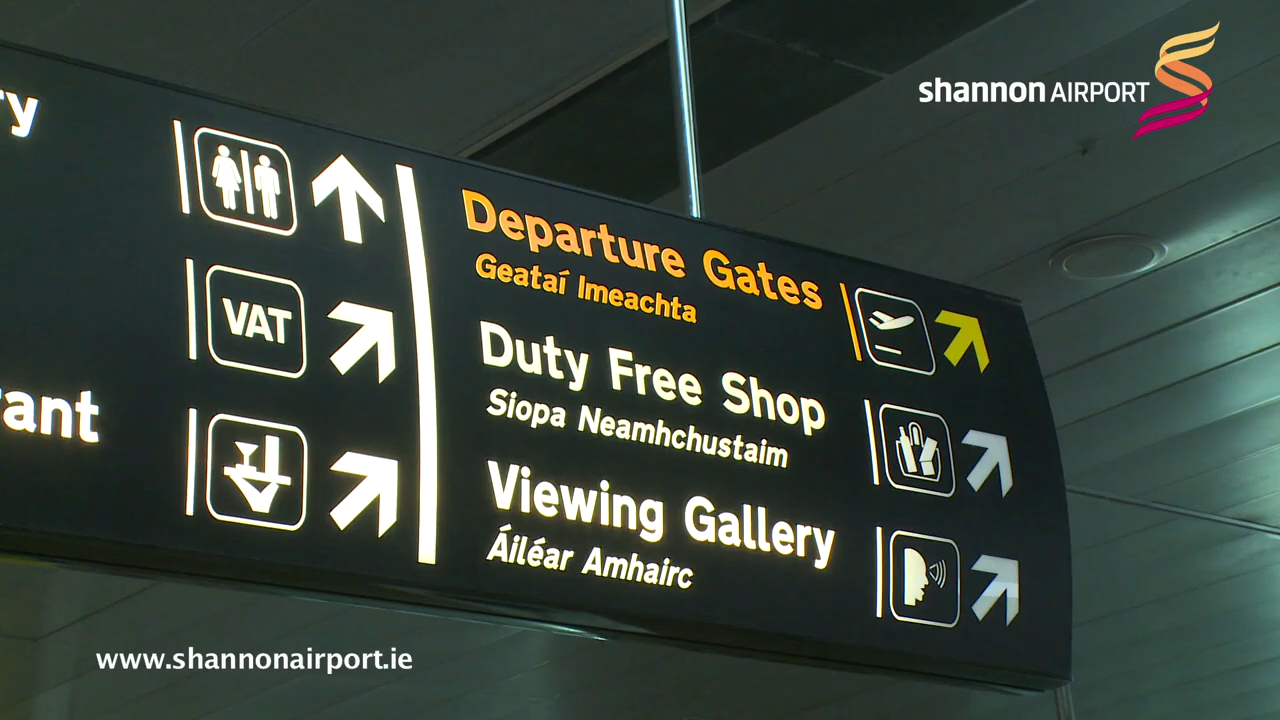 shannon AIRPORT
VAT
Departure Gates
Geataí Imeachta
Duty Free Shop
Siopa Neamhchustaim
Viewing Gallery
Áiléar Amhairc
www.shannonairport.ie